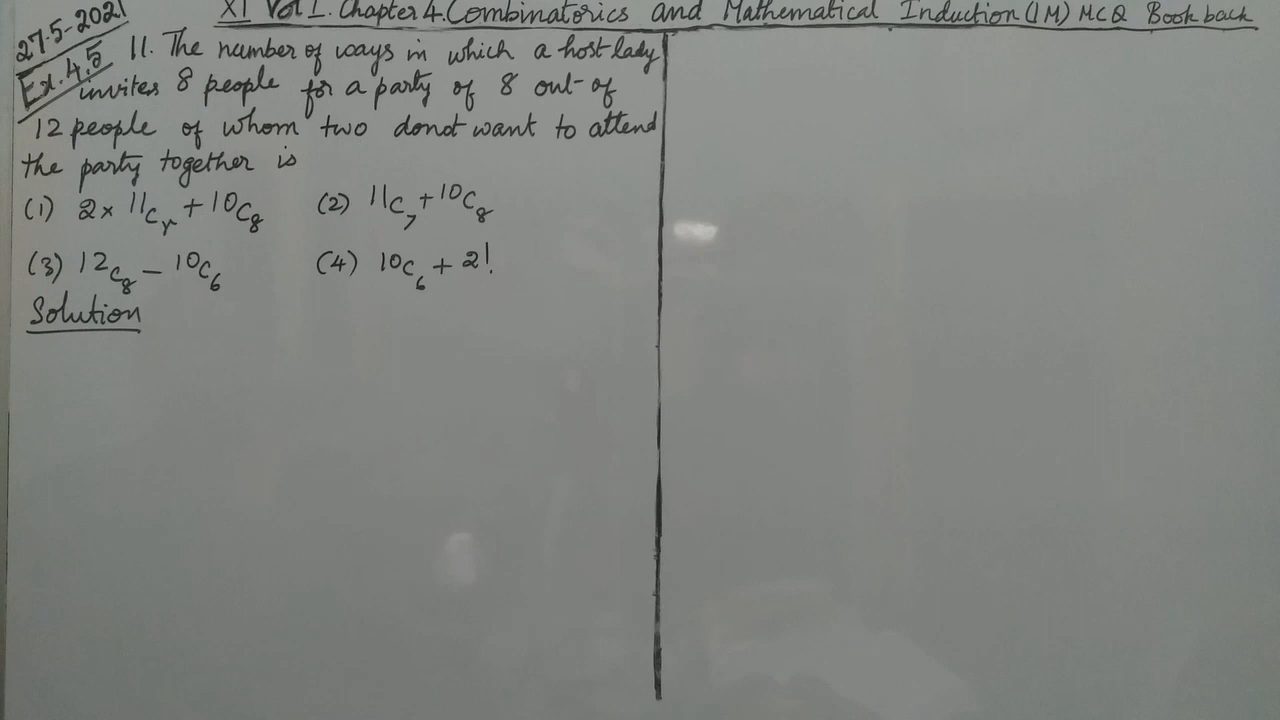 XI Vol I. Chapter 4. Combinatorics and Mathematical Induction (1M) MCQ Book back
27-5-2021
Ex. 4.5
11. The number of ways in which a host lady
invites 8 people for a party of 8 out-of
12 people of whom two donot want to attend
the party together is
(1) 2 × 11Cr + 10C8 (2) 11C7 + 10C8
(3) 12C8 – 10C6 (4) 10C6 + 2!
Solution